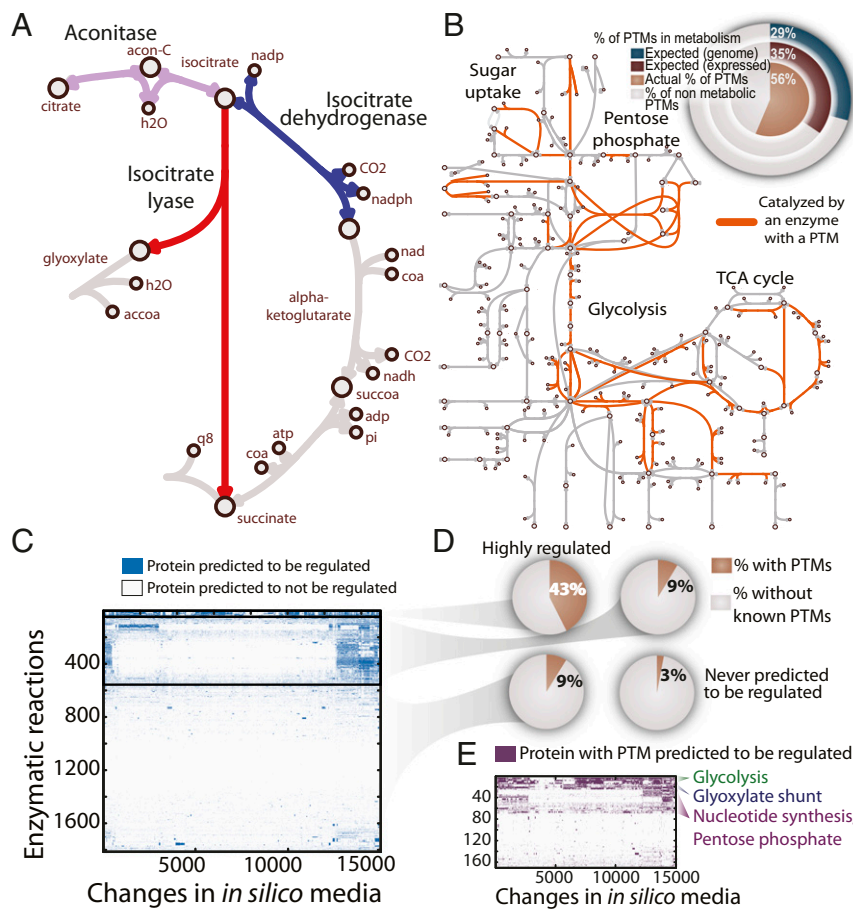 A
Aconitase
acon-C
isocitrate
nadp
citrate
h2O
Isocitrate
dehydrogenase
Isocitrate
lyase
CO2
nadph
glyoxylate
h2O
accoa
nad
coa
alpha-
ketoglutarate
CO2
nadh
succoa
adp
pi
q8
atp
coa
succinate
B
% of PTMs in metabolism
Expected (genome)
Expected (expressed)
Actual % of PTMs
% of non metabolic
PTMs
29%
35%
56%
Sugar
uptake
Pentose
phosphate
Catalyzed by
an enzyme
with a PTM
Glycolysis
TCA cycle
C
Protein predicted to be regulated
Protein predicted to not be regulated
Enzymatic reactions
400
800
1200
1600
5000
10000
15000
Changes in in silico media
D
Highly regulated
43%
9%
% with PTMs
% without
known PTMs
9%
3%
Never predicted
to be regulated
E
Protein with PTM predicted to be regulated
40
80
120
160
5000
10000
15000
Glycolysis
Glyoxylate shunt
Nucleotide synthesis
Pentose phosphate
Changes in in silico media